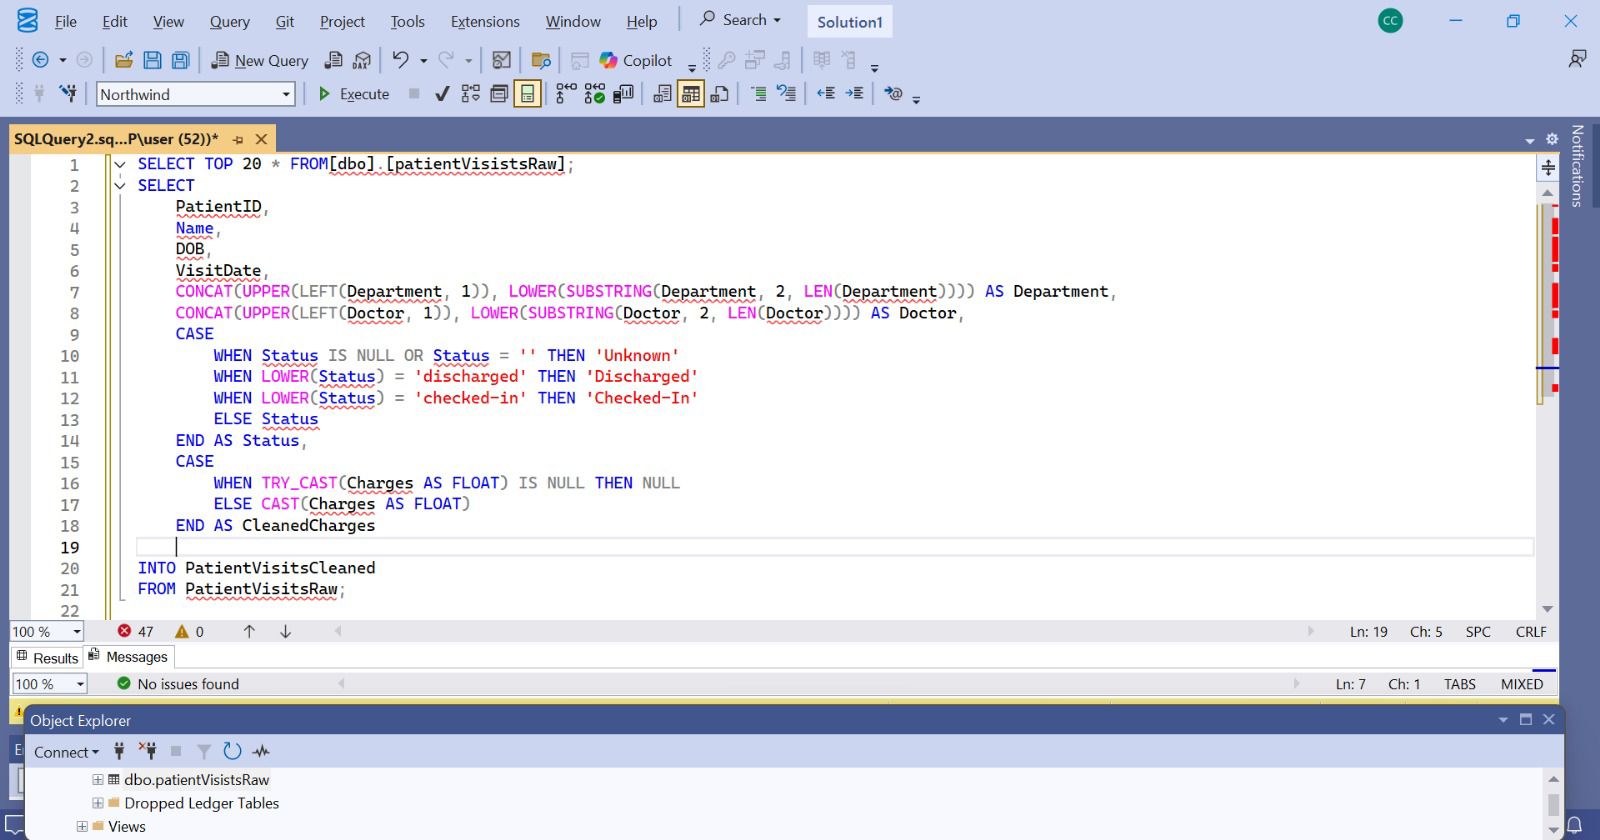 File Edit View Query Git Project Tools Extensions Window Help Search Solution1 CC
New Query DAX Copilot
Northwind Execute
SQLQuery2.sq...P\user (52))*
Notifications
1 SELECT TOP 20 * FROM[dbo].[patientVisistsRaw];
2 SELECT
3 PatientID,
4 Name,
5 DOB,
6 VisitDate,
7 CONCAT(UPPER(LEFT(Department, 1)), LOWER(SUBSTRING(Department, 2, LEN(Department)))) AS Department,
8 CONCAT(UPPER(LEFT(Doctor, 1)), LOWER(SUBSTRING(Doctor, 2, LEN(Doctor)))) AS Doctor,
9 CASE
10 WHEN Status IS NULL OR Status = '' THEN 'Unknown'
11 WHEN LOWER(Status) = 'discharged' THEN 'Discharged'
12 WHEN LOWER(Status) = 'checked-in' THEN 'Checked-In'
13 ELSE Status
14 END AS Status,
15 CASE
16 WHEN TRY_CAST(Charges AS FLOAT) IS NULL THEN NULL
17 ELSE CAST(Charges AS FLOAT)
18 END AS CleanedCharges
19
20 INTO PatientVisitsCleaned
21 FROM PatientVisitsRaw;
22
100 % 47 0 Ln: 19 Ch: 5 SPC CRLF
Results Messages
100 % No issues found Ln: 7 Ch: 1 TABS MIXED
Object Explorer
Connect
dbo.patientVisistsRaw
Dropped Ledger Tables
Views